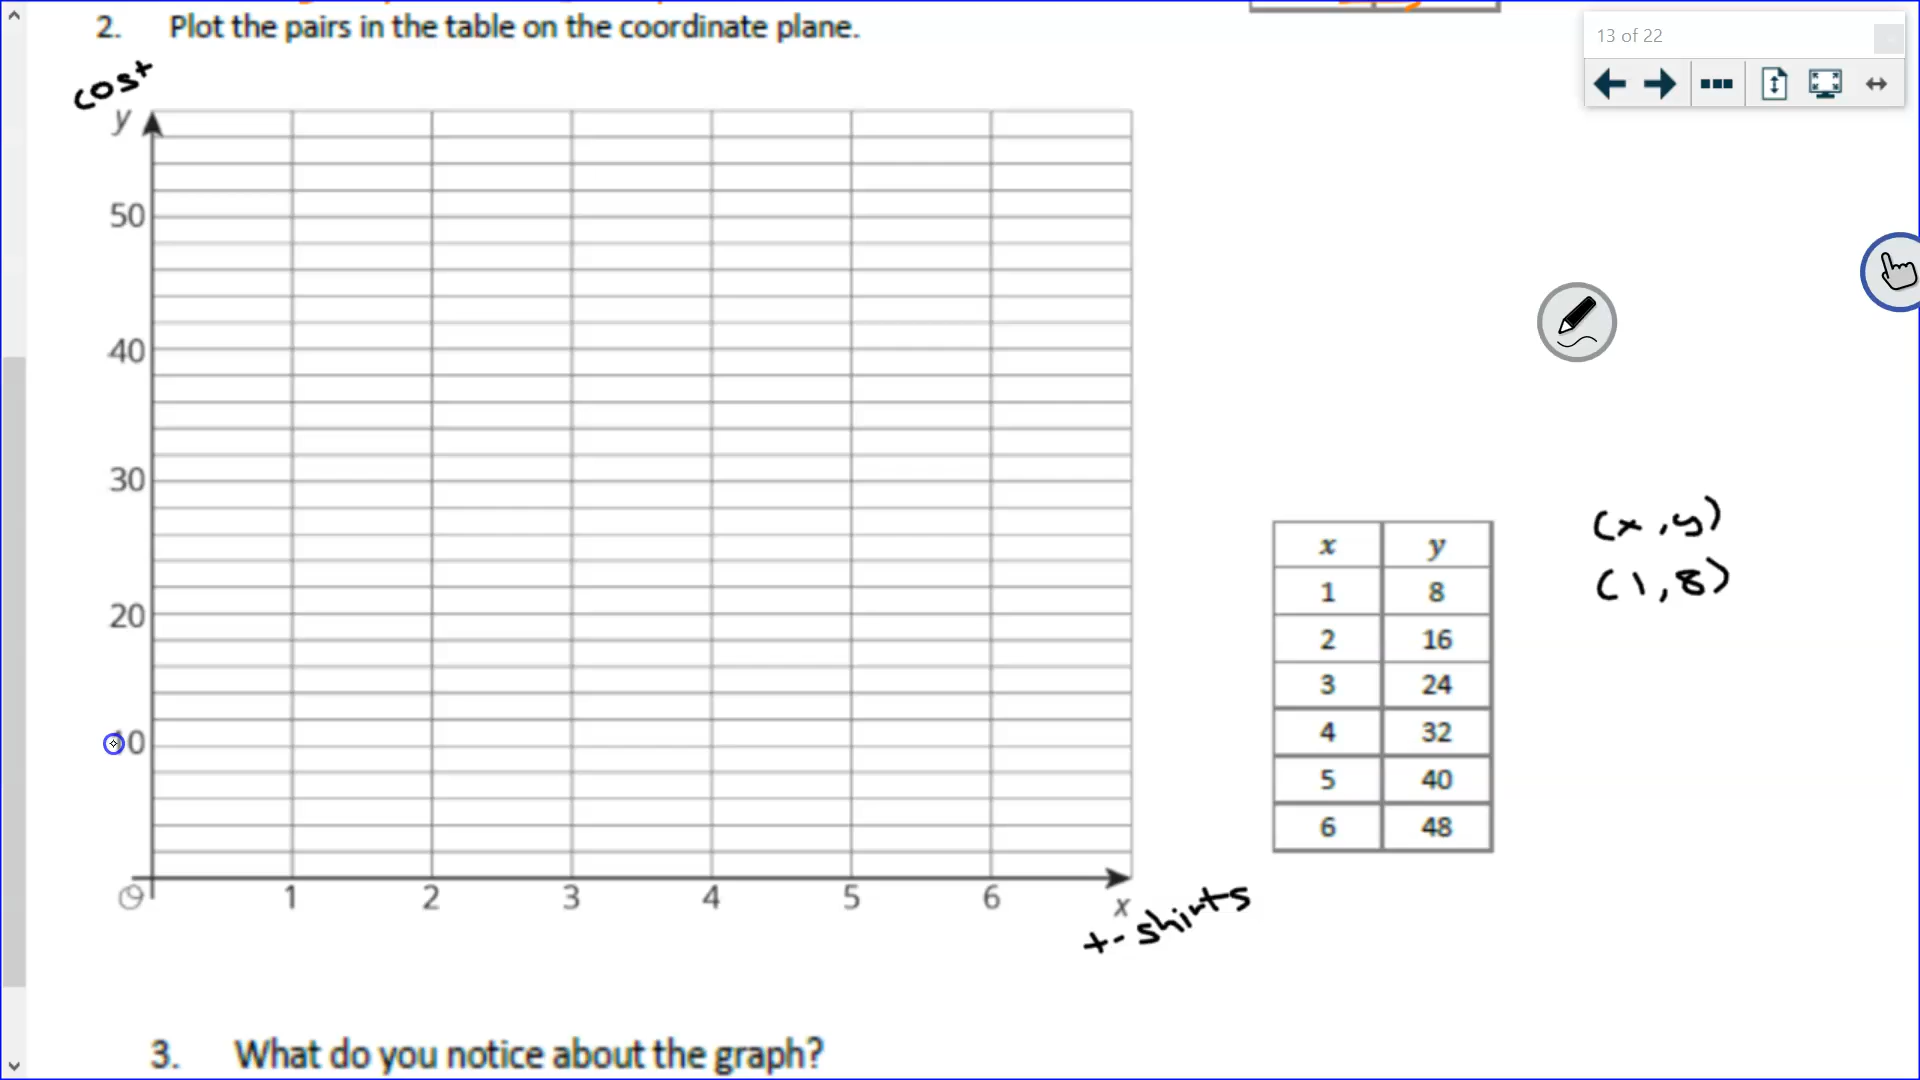 13 of 22
2. Plot the pairs in the table on the coordinate plane.
cost
y
50
40
30
20
10
O 1 2 3 4 5 6 x
t-shirts
x y
1 8
2 16
3 24
4 32
5 40
6 48
(x,y)
(1,8)
3. What do you notice about the graph?